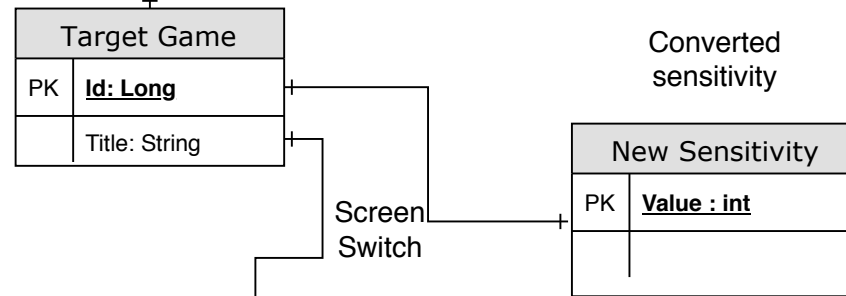 Target Game
PK Id: Long
Title: String
Converted
sensitivity
New Sensitivity
PK Value : int
Screen
Switch